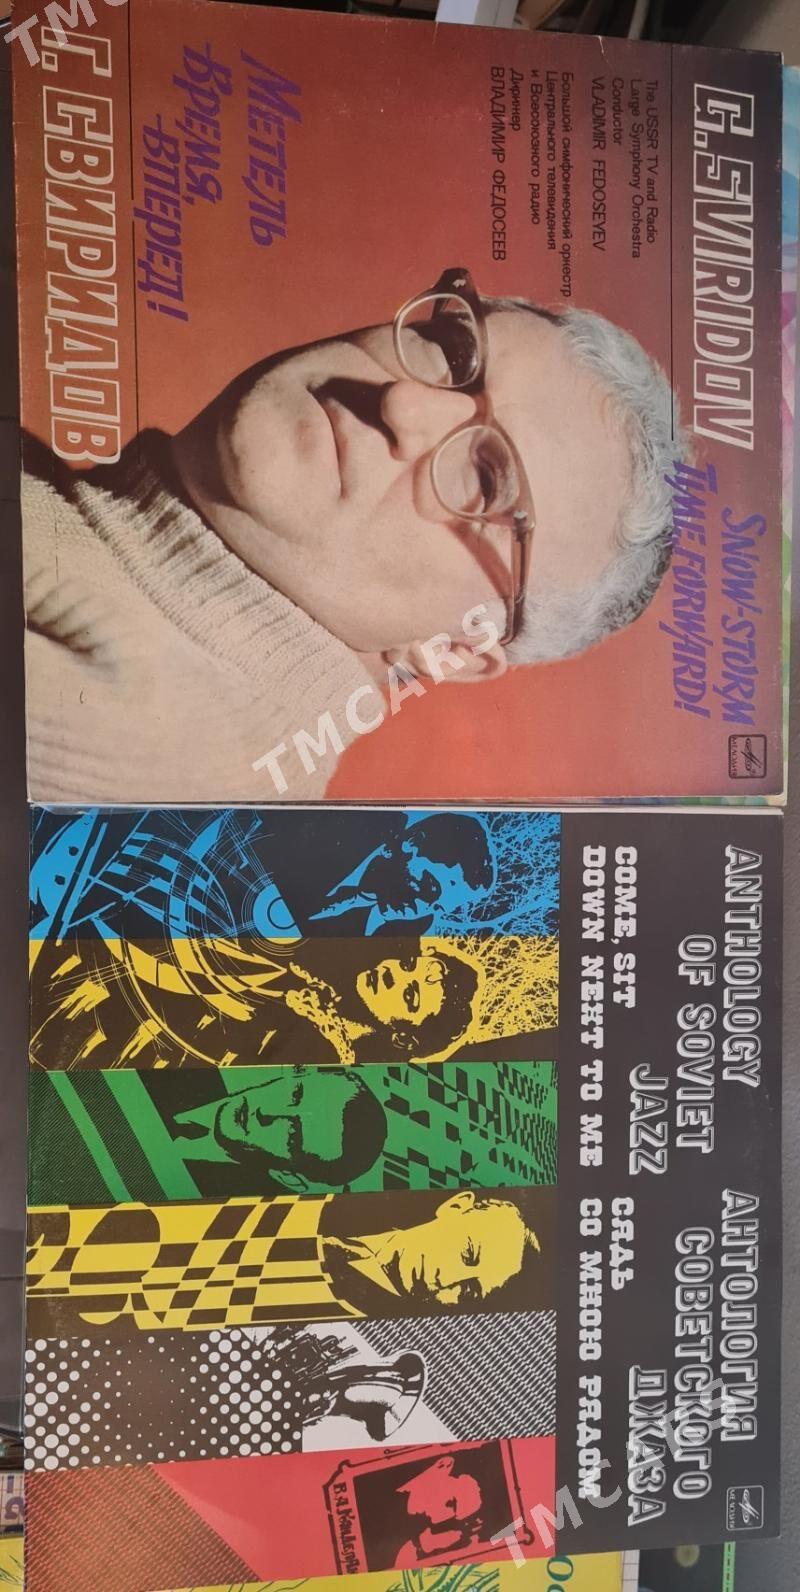 G. SVIRIDOV
SNOW-STORM
TIME, FORWARD!
The USSR TV and Radio
Large Symphony Orchestra
Conductor
VLADIMIR FEDOSEYEV
Большой симфонический оркестр
Центрального телевидения
и Всесоюзного радио
Дирижер
ВЛАДИМИР ФЕДОСЕЕВ
МЕТЕЛЬ
ВРЕМЯ,
ВПЕРЕД!
Г. СВИРИДОВ
МЕЛОДИЯ
ANTHOLOGY
OF SOVIET
JAZZ
АНТОЛОГИЯ
СОВЕТСКОГО
ДЖАЗА
COME, SIT
DOWN NEXT TO ME
СЯДЬ
СО МНОЮ РЯДОМ
МЕЛОДИЯ
TMCARS
TMCARS